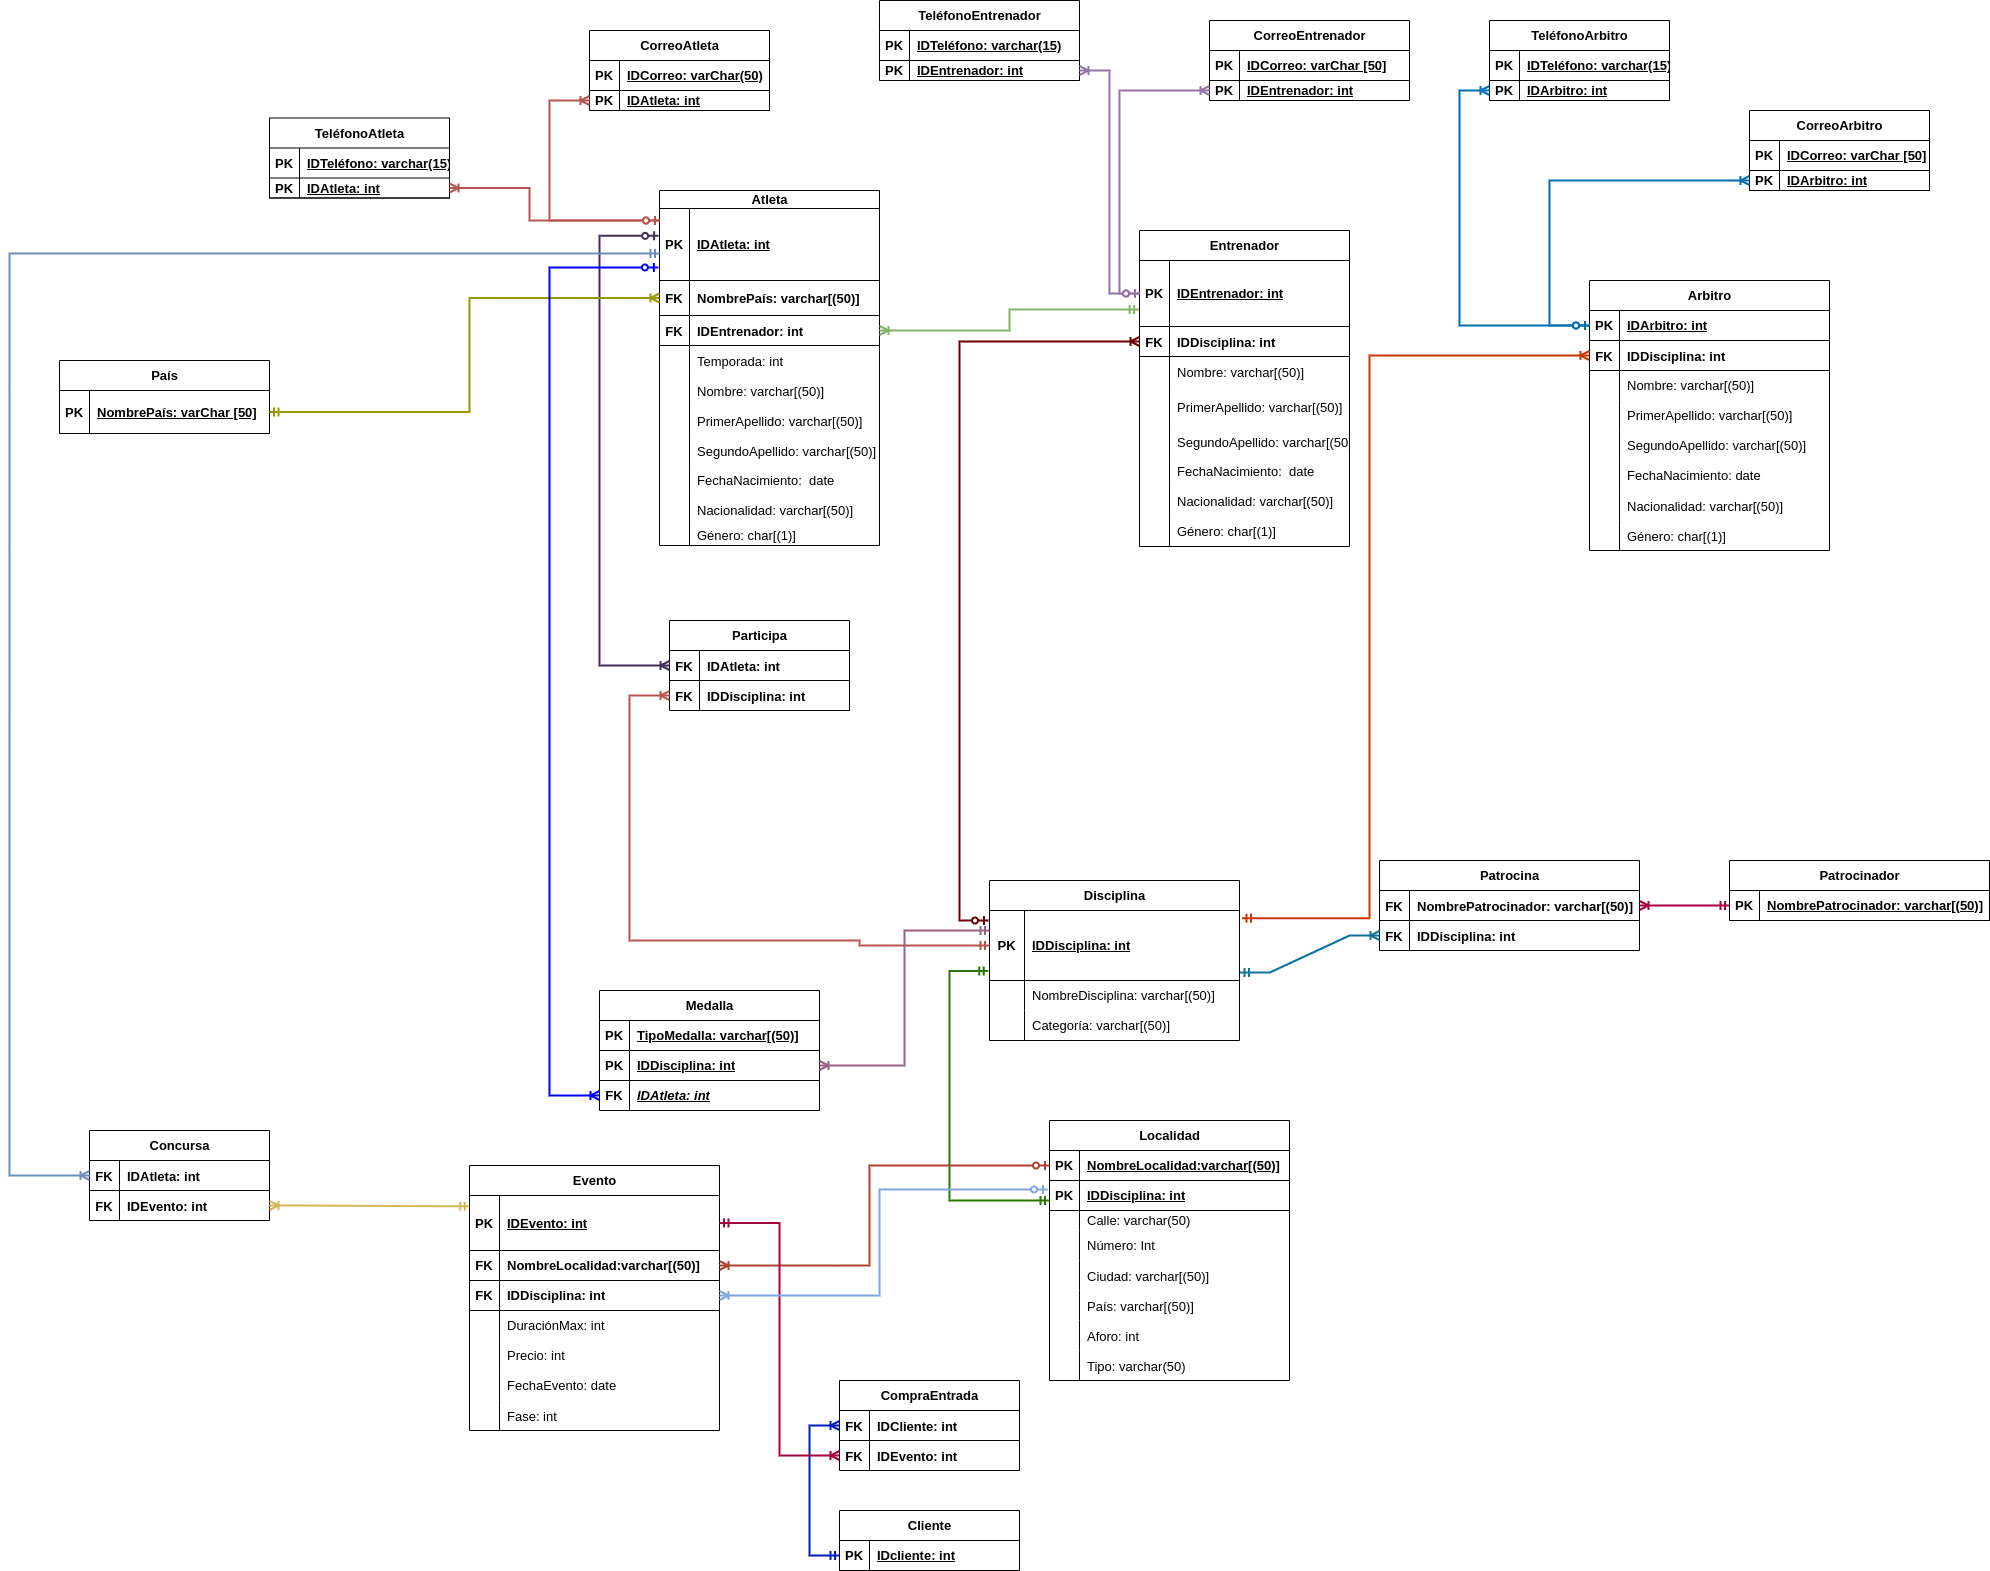 TeléfonoEntrenador
PK IDTeléfono: varchar(15)
PK IDEntrenador: int
CorreoEntrenador
PK IDCorreo: varChar [50]
PK IDEntrenador: int
TeléfonoArbitro
PK IDTeléfono: varchar(15)
PK IDArbitro: int
CorreoAtleta
PK IDCorreo: varChar(50)
PK IDAtleta: int
CorreoArbitro
PK IDCorreo: varChar [50]
PK IDArbitro: int
TeléfonoAtleta
PK IDTeléfono: varchar(15)
PK IDAtleta: int
Atleta
PK IDAtleta: int
FK NombrePaís: varchar[(50)]
FK IDEntrenador: int
Temporada: int
Nombre: varchar[(50)]
PrimerApellido: varchar[(50)]
SegundoApellido: varchar[(50)]
FechaNacimiento:  date
Nacionalidad: varchar[(50)]
Género: char[(1)]
Entrenador
PK IDEntrenador: int
FK IDDisciplina: int
Nombre: varchar[(50)]
PrimerApellido: varchar[(50)]
SegundoApellido: varchar[(50
FechaNacimiento:  date
Nacionalidad: varchar[(50)]
Género: char[(1)]
Arbitro
PK IDArbitro: int
FK IDDisciplina: int
Nombre: varchar[(50)]
PrimerApellido: varchar[(50)]
SegundoApellido: varchar[(50)]
FechaNacimiento: date
Nacionalidad: varchar[(50)]
Género: char[(1)]
País
PK NombrePaís: varChar [50]
Participa
FK IDAtleta: int
FK IDDisciplina: int
Disciplina
PK IDDisciplina: int
NombreDisciplina: varchar[(50)]
Categoría: varchar[(50)]
Patrocina
FK NombrePatrocinador: varchar[(50)]
FK IDDisciplina: int
Patrocinador
PK NombrePatrocinador: varchar[(50)]
Medalla
PK TipoMedalla: varchar[(50)]
PK IDDisciplina: int
FK IDAtleta: int
Concursa
FK IDAtleta: int
FK IDEvento: int
Evento
PK IDEvento: int
FK NombreLocalidad:varchar[(50)]
FK IDDisciplina: int
DuraciónMax: int
Precio: int
FechaEvento: date
Fase: int
Localidad
PK NombreLocalidad:varchar[(50)]
PK IDDisciplina: int
Calle: varchar(50)
Número: Int
Ciudad: varchar[(50)]
País: varchar[(50)]
Aforo: int
Tipo: varchar(50)
CompraEntrada
FK IDCliente: int
FK IDEvento: int
Cliente
PK IDcliente: int